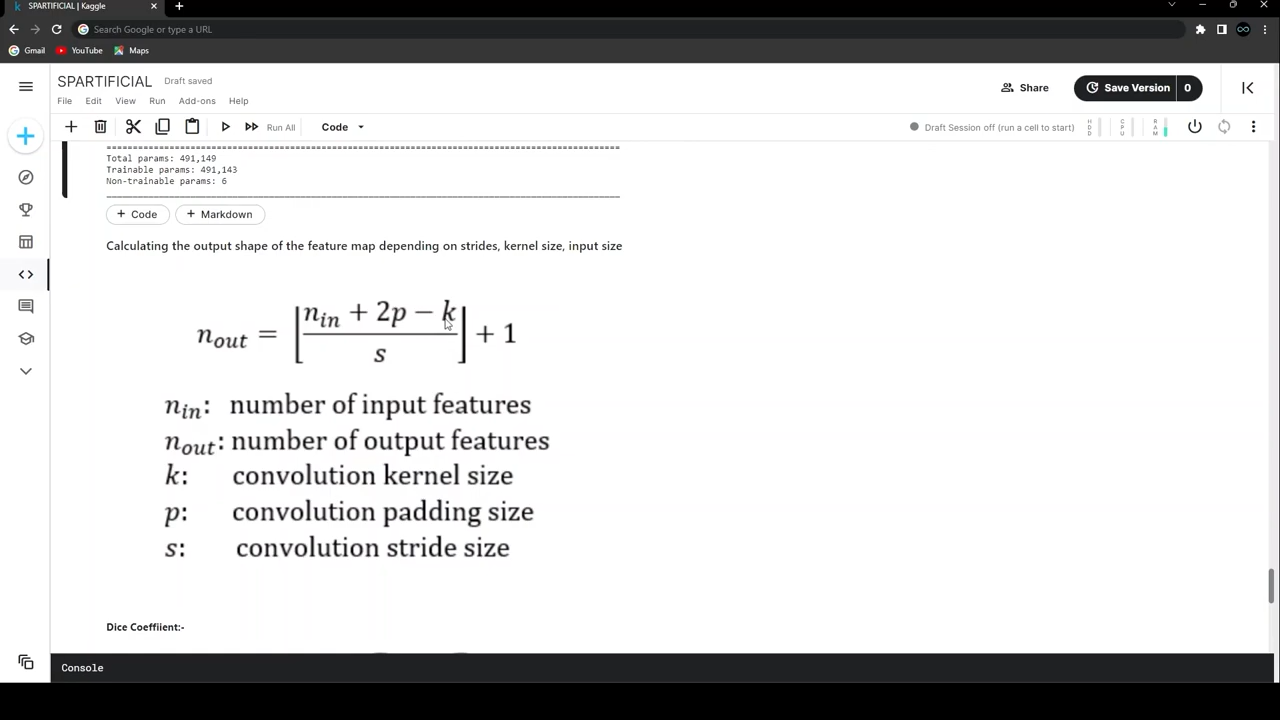 SPARTIFICIAL | Kaggle
Search Google or type a URL
Gmail YouTube Maps
SPARTIFICIAL Draft saved
File Edit View Run Add-ons Help
Share
Save Version 0
Run All Code
Draft Session off (run a cell to start) HDD CPU RAM
Total params: 491,149
Trainable params: 491,143
Non-trainable params: 6
+ Code + Markdown
Calculating the output shape of the feature map depending on strides, kernel size, input size
n_out = ⌊(n_in + 2p − k) / s⌋ + 1
n_in: number of input features
n_out: number of output features
k: convolution kernel size
p: convolution padding size
s: convolution stride size
Dice Coeffiient:-
Console